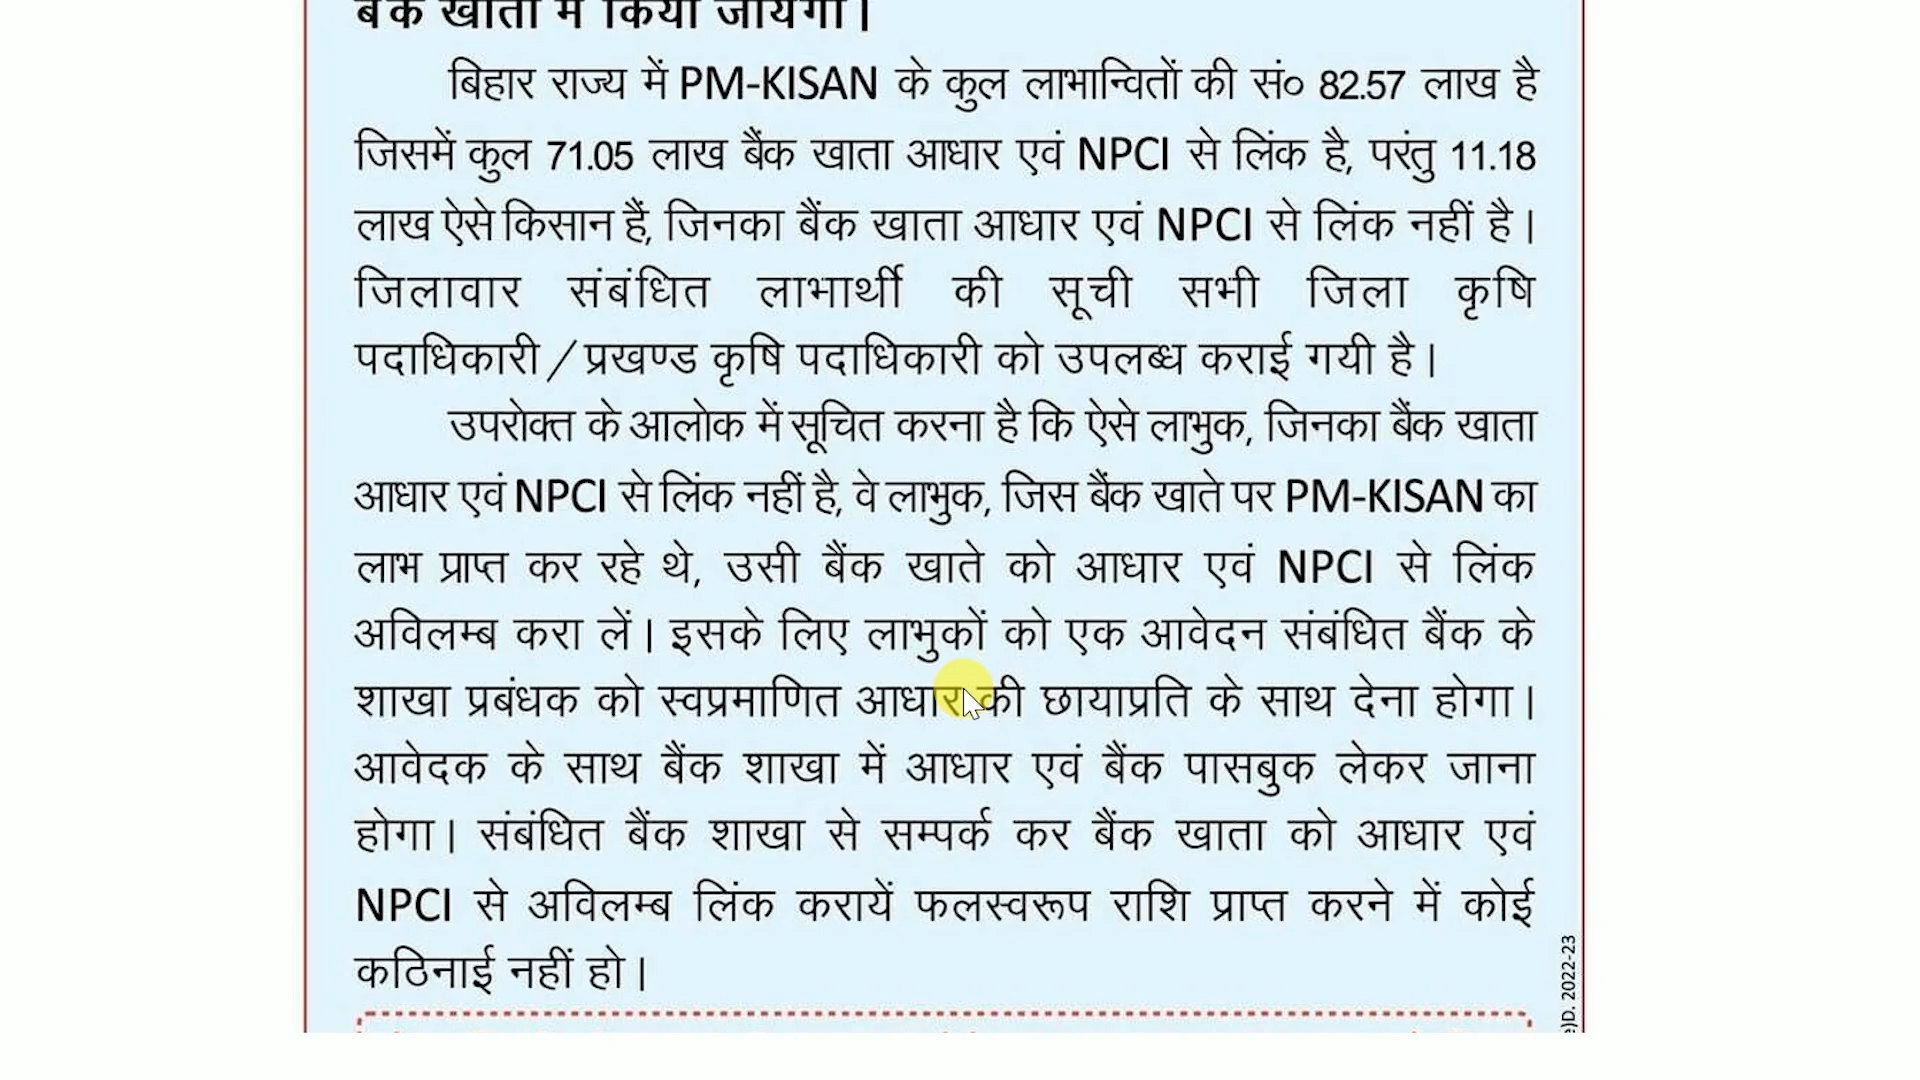 बैंक खाता में किया जायेगा।
बिहार राज्य में PM-KISAN के कुल लाभान्वितों की सं० 82.57 लाख है
जिसमें कुल 71.05 लाख बैंक खाता आधार एवं NPCI से लिंक है, परंतु 11.18
लाख ऐसे किसान हैं, जिनका बैंक खाता आधार एवं NPCI से लिंक नहीं है।
जिलावार संबंधित लाभार्थी की सूची सभी जिला कृषि
पदाधिकारी/प्रखण्ड कृषि पदाधिकारी को उपलब्ध कराई गयी है।
उपरोक्त के आलोक में सूचित करना है कि ऐसे लाभुक, जिनका बैंक खाता
आधार एवं NPCI से लिंक नहीं है, वे लाभुक, जिस बैंक खाते पर PM-KISAN का
लाभ प्राप्त कर रहे थे, उसी बैंक खाते को आधार एवं NPCI से लिंक
अविलम्ब करा लें। इसके लिए लाभुकों को एक आवेदन संबंधित बैंक के
शाखा प्रबंधक को स्वप्रमाणित आधार की छायाप्रति के साथ देना होगा।
आवेदक के साथ बैंक शाखा में आधार एवं बैंक पासबुक लेकर जाना
होगा। संबंधित बैंक शाखा से सम्पर्क कर बैंक खाता को आधार एवं
NPCI से अविलम्ब लिंक करायें फलस्वरूप राशि प्राप्त करने में कोई
कठिनाई नहीं हो।
)D. 2022-23